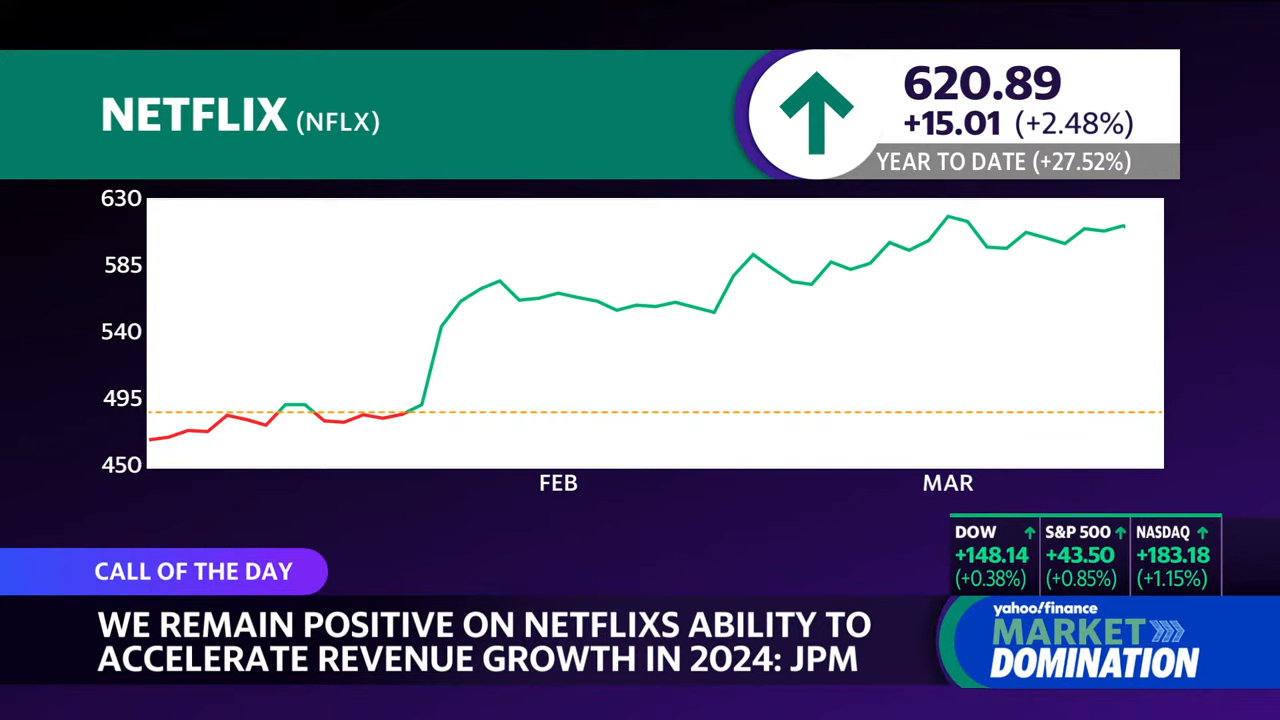 NETFLIX (NFLX)
620.89
+15.01 (+2.48%)
YEAR TO DATE (+27.52%)
630
585
540
495
450
FEB
MAR
DOW
+148.14
(+0.38%)
S&P 500
+43.50
(+0.85%)
NASDAQ
+183.18
(+1.15%)
CALL OF THE DAY
WE REMAIN POSITIVE ON NETFLIXS ABILITY TO
ACCELERATE REVENUE GROWTH IN 2024: JPM
yahoo!finance
MARKET
DOMINATION